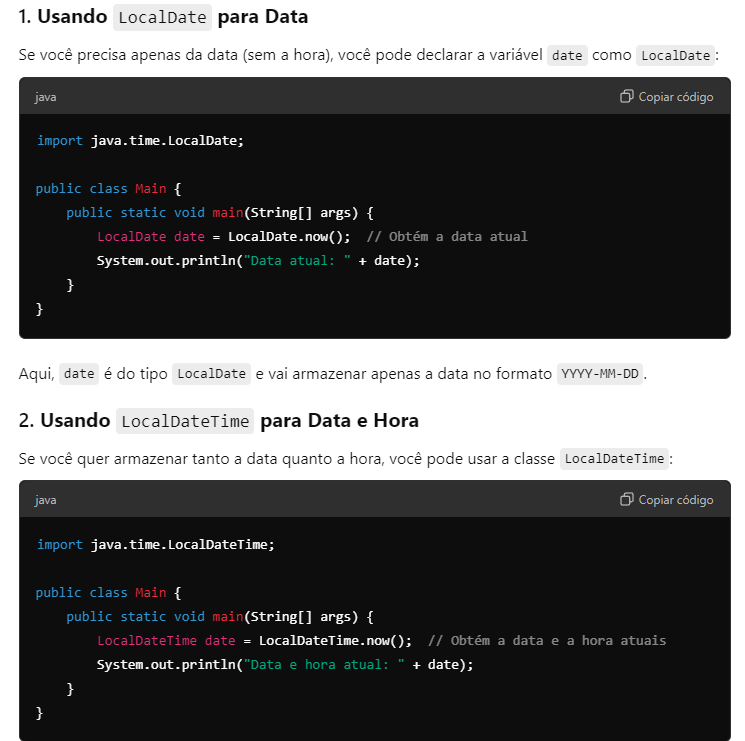 1. Usando LocalDate para Data
Se você precisa apenas da data (sem a hora), você pode declarar a variável date como LocalDate:
java
Copiar código
import java.time.LocalDate;
public class Main {
    public static void main(String[] args) {
        LocalDate date = LocalDate.now();  // Obtém a data atual
        System.out.println("Data atual: " + date);
    }
}
Aqui, date é do tipo LocalDate e vai armazenar apenas a data no formato YYYY-MM-DD.
2. Usando LocalDateTime para Data e Hora
Se você quer armazenar tanto a data quanto a hora, você pode usar a classe LocalDateTime:
java
Copiar código
import java.time.LocalDateTime;
public class Main {
    public static void main(String[] args) {
        LocalDateTime date = LocalDateTime.now();  // Obtém a data e a hora atuais
        System.out.println("Data e hora atual: " + date);
    }
}